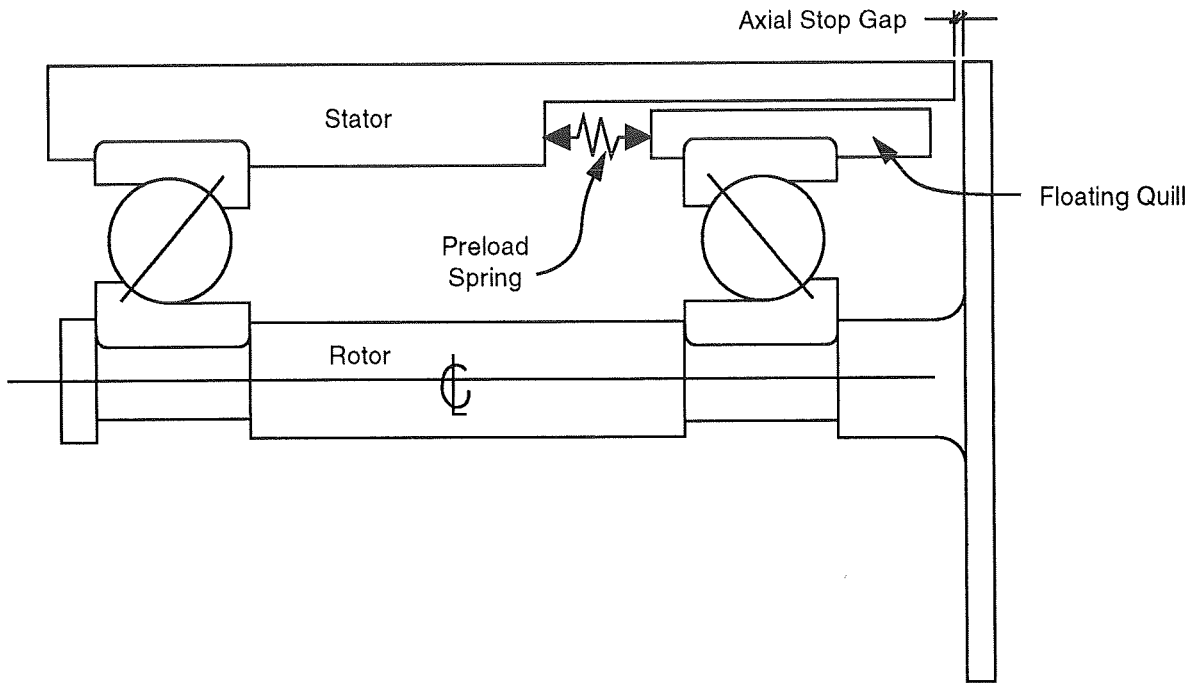 Axial Stop Gap
Stator
Floating Quill
Preload
Spring
Rotor
℄